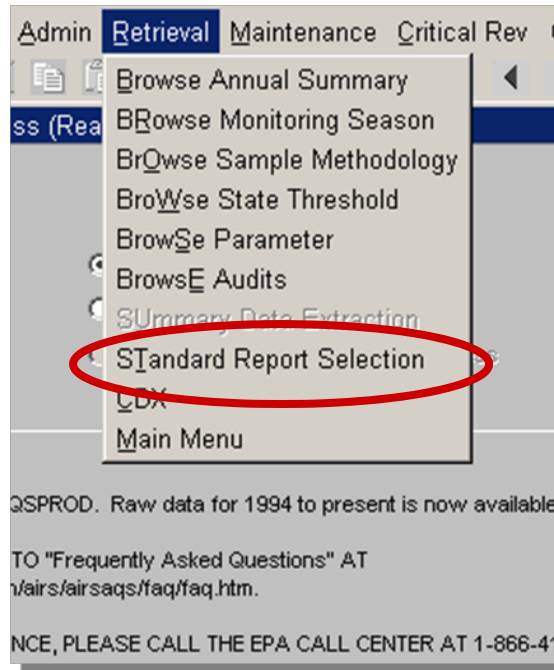 Admin Retrieval Maintenance Critical Rev
ss (Rea
Browse Annual Summary
BRowse Monitoring Season
BrOwse Sample Methodology
BroWse State Threshold
BrowSe Parameter
BrowsE Audits
SUmmary Data Extraction
STandard Report Selection
CDX
Main Menu
QSPROD. Raw data for 1994 to present is now available
TO "Frequently Asked Questions" AT
n/airs/airsaqs/faq/faq.htm.
NCE, PLEASE CALL THE EPA CALL CENTER AT 1-866-41